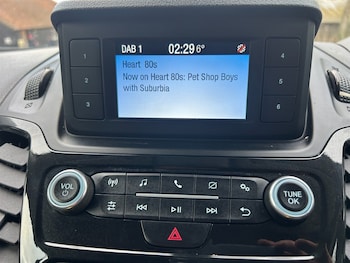 DAB 1 02:29 6°
Heart 80s
Now on Heart 80s: Pet Shop Boys
with Suburbia
1
2
3
4
5
6
VOL
TUNE
OK